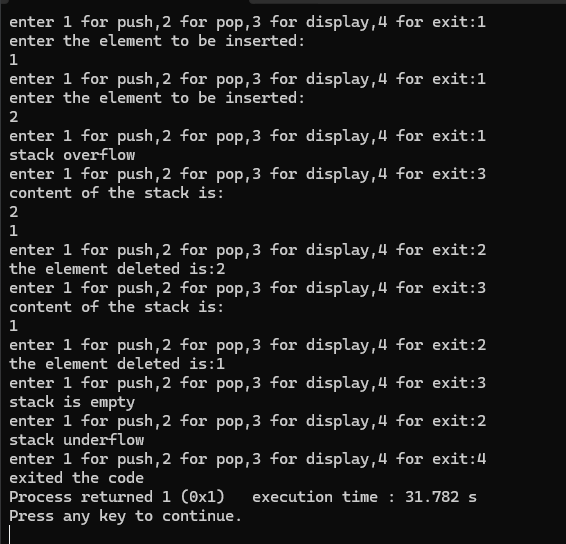 enter 1 for push,2 for pop,3 for display,4 for exit:1
enter the element to be inserted:
1
enter 1 for push,2 for pop,3 for display,4 for exit:1
enter the element to be inserted:
2
enter 1 for push,2 for pop,3 for display,4 for exit:1
stack overflow
enter 1 for push,2 for pop,3 for display,4 for exit:3
content of the stack is:
2
1
enter 1 for push,2 for pop,3 for display,4 for exit:2
the element deleted is:2
enter 1 for push,2 for pop,3 for display,4 for exit:3
content of the stack is:
1
enter 1 for push,2 for pop,3 for display,4 for exit:2
the element deleted is:1
enter 1 for push,2 for pop,3 for display,4 for exit:3
stack is empty
enter 1 for push,2 for pop,3 for display,4 for exit:2
stack underflow
enter 1 for push,2 for pop,3 for display,4 for exit:4
exited the code
Process returned 1 (0x1)   execution time : 31.782 s
Press any key to continue.